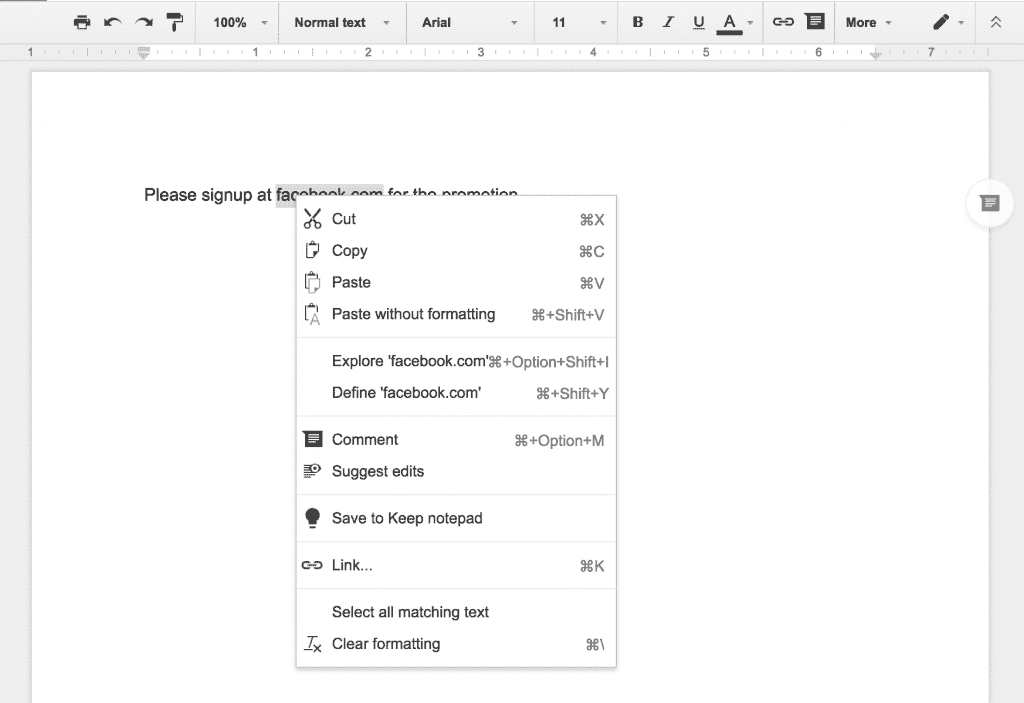 100% Normal text Arial 11 B I U A More
1 1 2 3 4 5 6 7
Please signup at facebook.com for the promotion
Cut ⌘X
Copy ⌘C
Paste ⌘V
Paste without formatting ⌘+Shift+V
Explore 'facebook.com' ⌘+Option+Shift+I
Define 'facebook.com' ⌘+Shift+Y
Comment ⌘+Option+M
Suggest edits
Save to Keep notepad
Link... ⌘K
Select all matching text
Clear formatting ⌘\